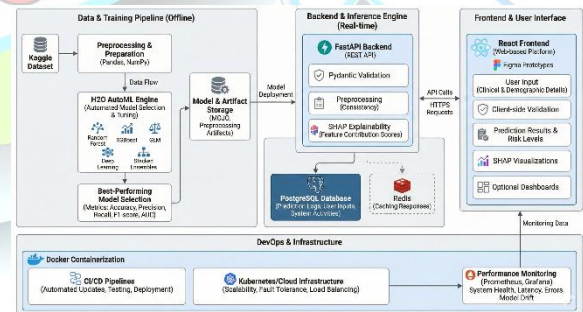 Data & Training Pipeline (Offline)
Kaggle
Dataset
Preprocessing &
Preparation
(Pandas, NumPy)
Data Flow
H2O AutoML Engine
(Automated Model Selection
& Tuning)
Random
Forest
XGBoost
GLM
Deep
Learning
Stacked
Ensembles
Best-Performing
Model Selection
(Metrics: Accuracy, Precision,
Recall, F1-score, AUC)
Model & Artifact
Storage
(MOJO,
Preprocessing
Artifacts)
Model
Deployment
Backend & Inference Engine
(Real-time)
FastAPI Backend
(REST API)
Pydantic Validation
Preprocessing
(Consistency)
SHAP Explainability
(Feature Contribution Scores)
PostgreSQL Database
(Prediction Logs, User Inputs,
System Activities)
Redis
(Caching Responses)
API Calls
HTTPS
Requests
Frontend & User Interface
React Frontend
(Web-based Platform)
Figma Prototypes
User Input
(Clinical & Demographic Details)
Client-side Validation
Prediction Results &
Risk Levels
SHAP Visualizations
Optional Dashboards
Monitoring Data
DevOps & Infrastructure
Docker Containerization
CI/CD Pipelines
(Automated Updates, Testing, Deployment)
Kubernetes/Cloud Infrastructure
(Scalability, Fault Tolerance, Load Balancing)
Performance Monitoring
(Prometheus, Grafana)
System Health, Latency, Errors,
Model Drift